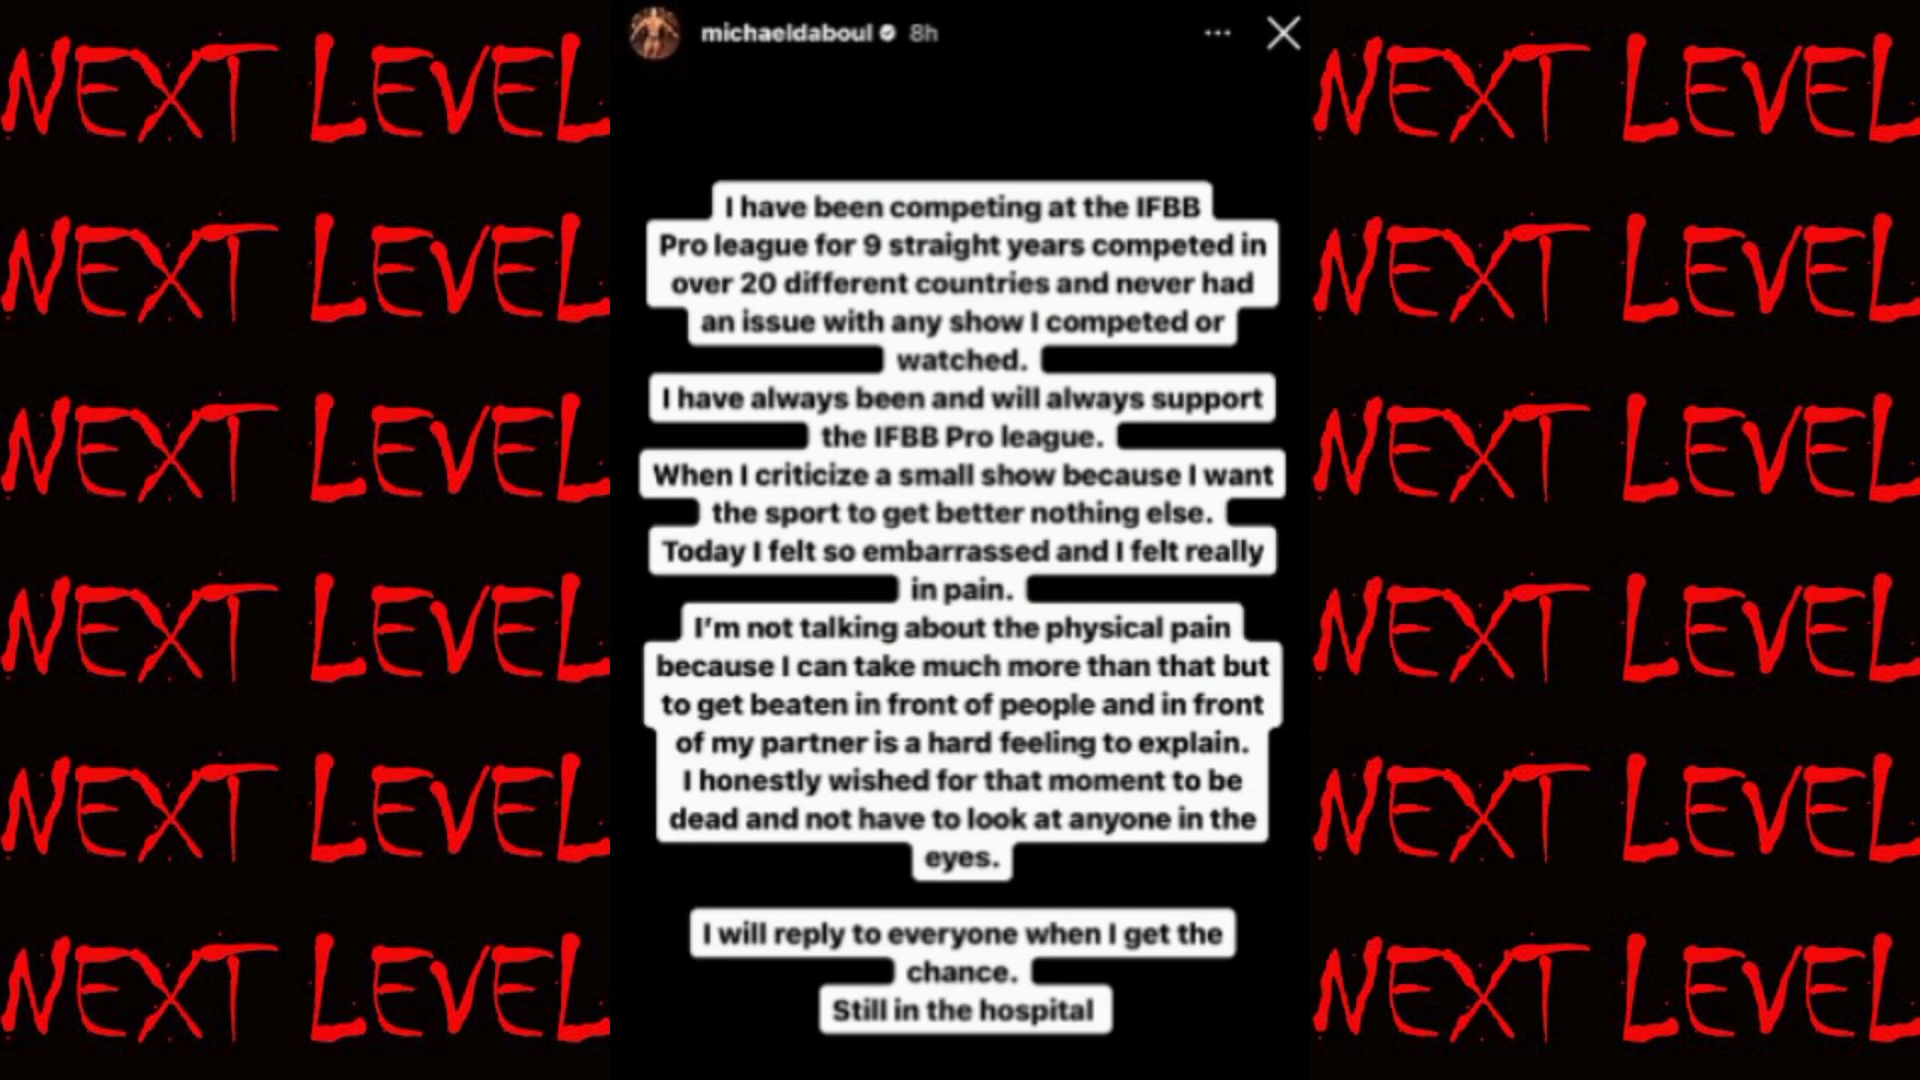 NEXT LEVEL
NEXT LEVEL
NEXT LEVEL
NEXT LEVEL
NEXT LEVEL
NEXT LEVEL
michaeldaboul 8h
I have been competing at the IFBB
Pro league for 9 straight years competed in
over 20 different countries and never had
an issue with any show I competed or
watched.
I have always been and will always support
the IFBB Pro league.
When I criticize a small show because I want
the sport to get better nothing else.
Today I felt so embarrassed and I felt really
in pain.
I'm not talking about the physical pain
because I can take much more than that but
to get beaten in front of people and in front
of my partner is a hard feeling to explain.
I honestly wished for that moment to be
dead and not have to look at anyone in the
eyes.
I will reply to everyone when I get the
chance.
Still in the hospital
NEXT LEVEL
NEXT LEVEL
NEXT LEVEL
NEXT LEVEL
NEXT LEVEL
NEXT LEVEL